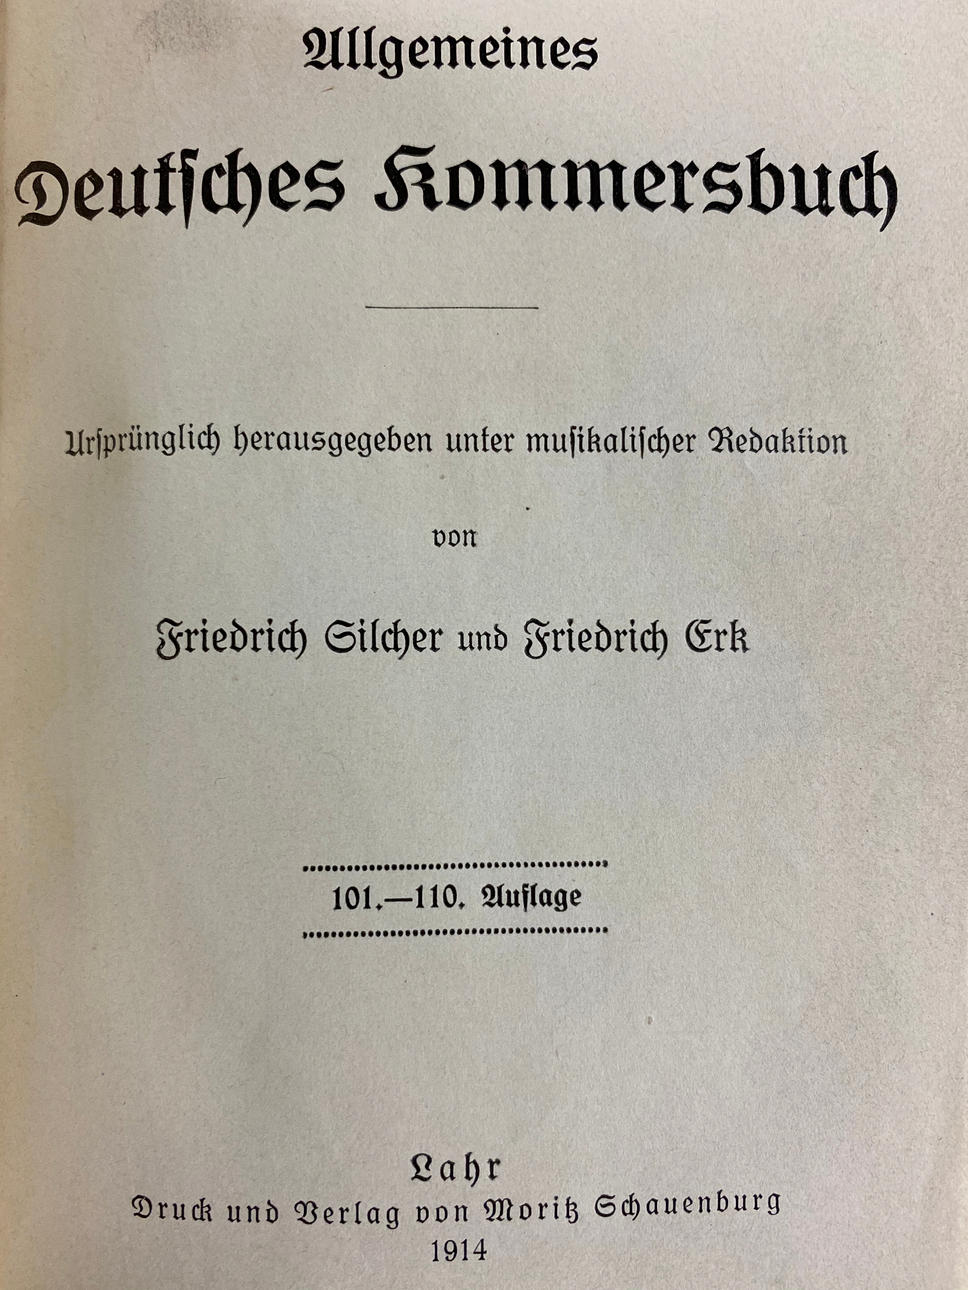 Allgemeines
Deutſches Kommersbuch
Urſprünglich herausgegeben unter muſikaliſcher Redaktion
von
Friedrich Silcher und Friedrich Erk
101.—110. Auflage
Lahr
Druck und Verlag von Moritz Schauenburg
1914